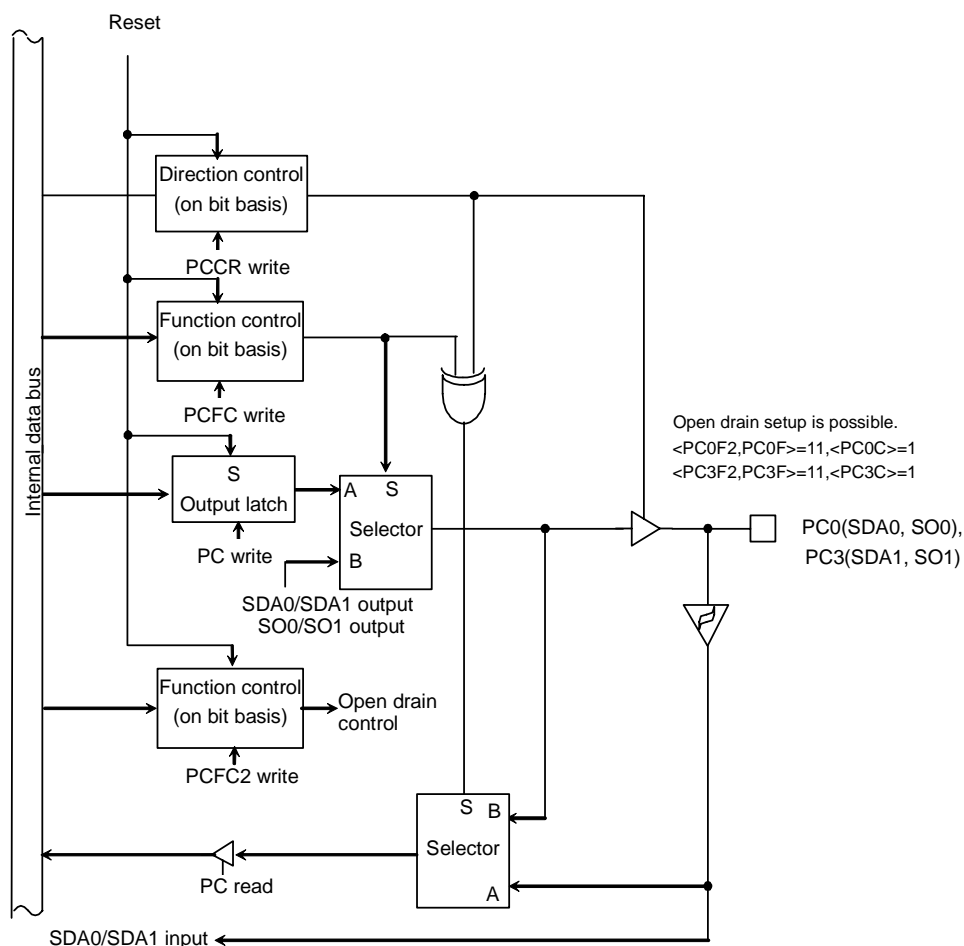 Reset
Internal data bus
Direction control
(on bit basis)
PCCR write
Function control
(on bit basis)
PCFC write
S
Output latch
PC write
A S
Selector
B
SDA0/SDA1 output
SO0/SO1 output
Open drain setup is possible.
<PC0F2,PC0F>=11,<PC0C>=1
<PC3F2,PC3F>=11,<PC3C>=1
PC0(SDA0, SO0),
PC3(SDA1, SO1)
Function control
(on bit basis)
Open drain
control
PCFC2 write
S B
Selector
A
PC read
SDA0/SDA1 input